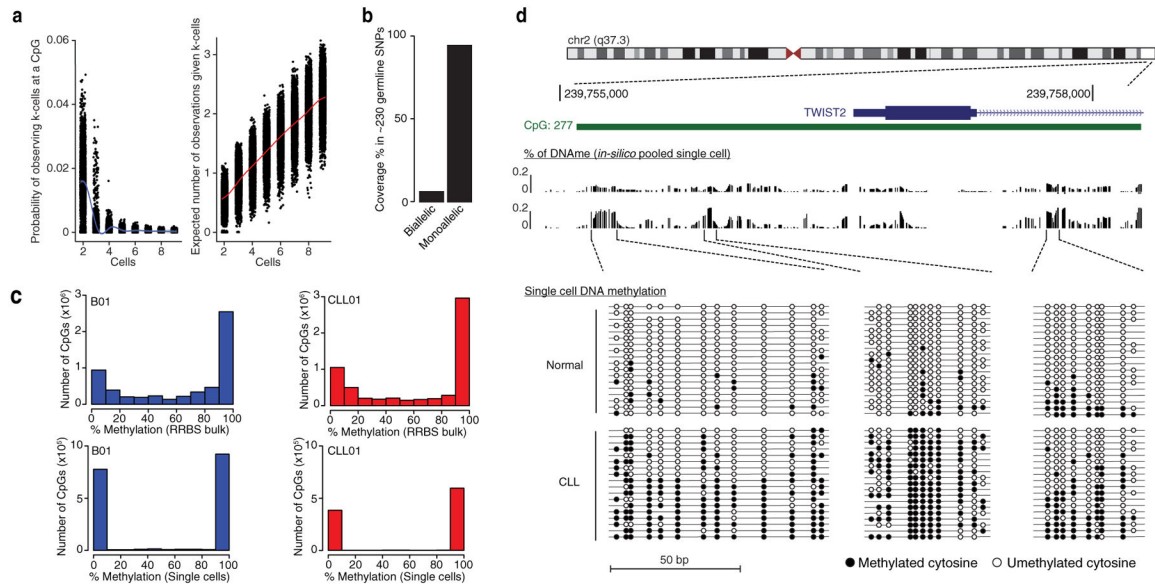 a
Probability of observing k-cells at a CpG
0.06
0.04
0.02
0
2 4 6 8
Cells
Expected number of observations given k-cells
3
2
1
0
2 4 6 8
Cells
b
Coverage % in ~230 germline SNPs
100
50
0
Biallelic
Monoallelic
c
B01
Number of CpGs (x10⁶)
3
2
1
0
0 20 40 60 80 100
% Methylation (RRBS bulk)
CLL01
Number of CpGs (x10⁶)
3
2
1
0
0 20 40 60 80 100
% Methylation (RRBS bulk)
B01
Number of CpGs (x10⁵)
10
5
0
0 20 40 60 80 100
% Methylation (Single cells)
CLL01
Number of CpGs (x10⁵)
10
5
0
0 20 40 60 80 100
% Methylation (Single cells)
d
chr2 (q37.3)
239,755,000
239,758,000
TWIST2
CpG: 277
% of DNAme (in-silico pooled single cell)
0.2
0
0.2
0
Single cell DNA methylation
Normal
CLL
50 bp
Methylated cytosine
Umethylated cytosine